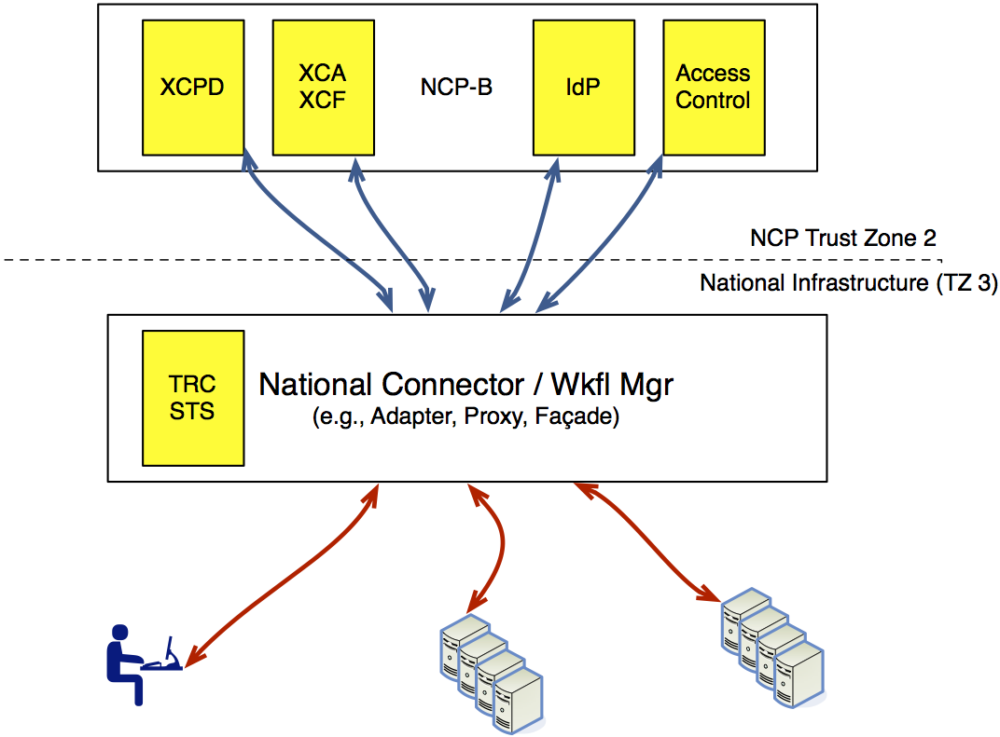 XCPD
XCA
XCF
NCP-B
IdP
Access
Control
NCP Trust Zone 2
National Infrastructure (TZ 3)
TRC
STS
National Connector / Wkfl Mgr
(e.g., Adapter, Proxy, Façade)